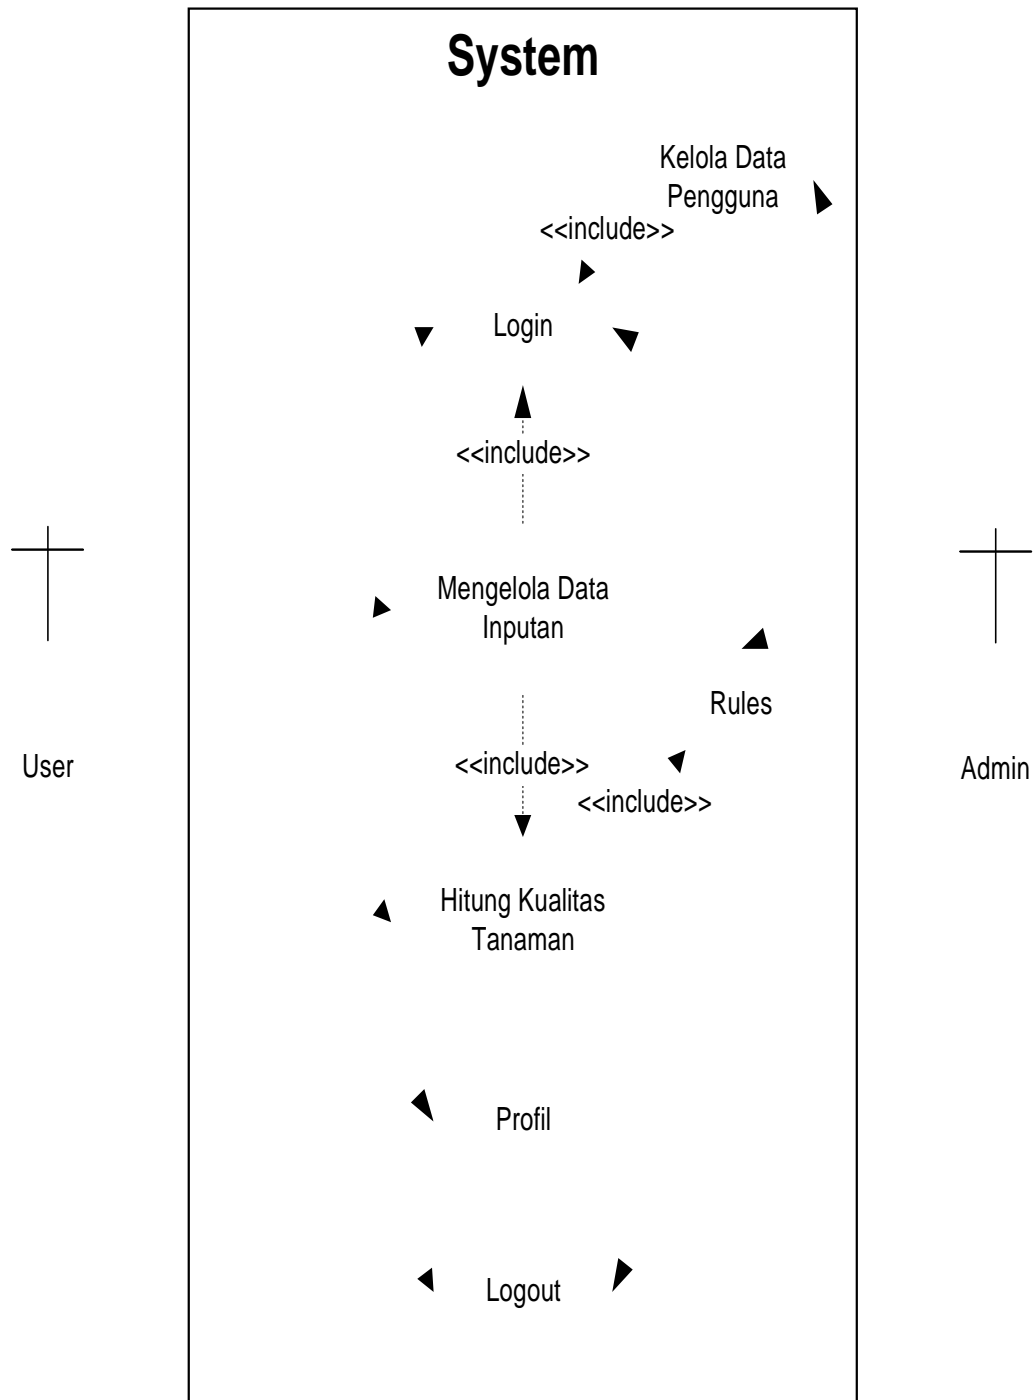 System
Kelola Data
Pengguna
<<include>>
Login
<<include>>
Mengelola Data
Inputan
Rules
User
<<include>>
Admin
<<include>>
Hitung Kualitas
Tanaman
Profil
Logout